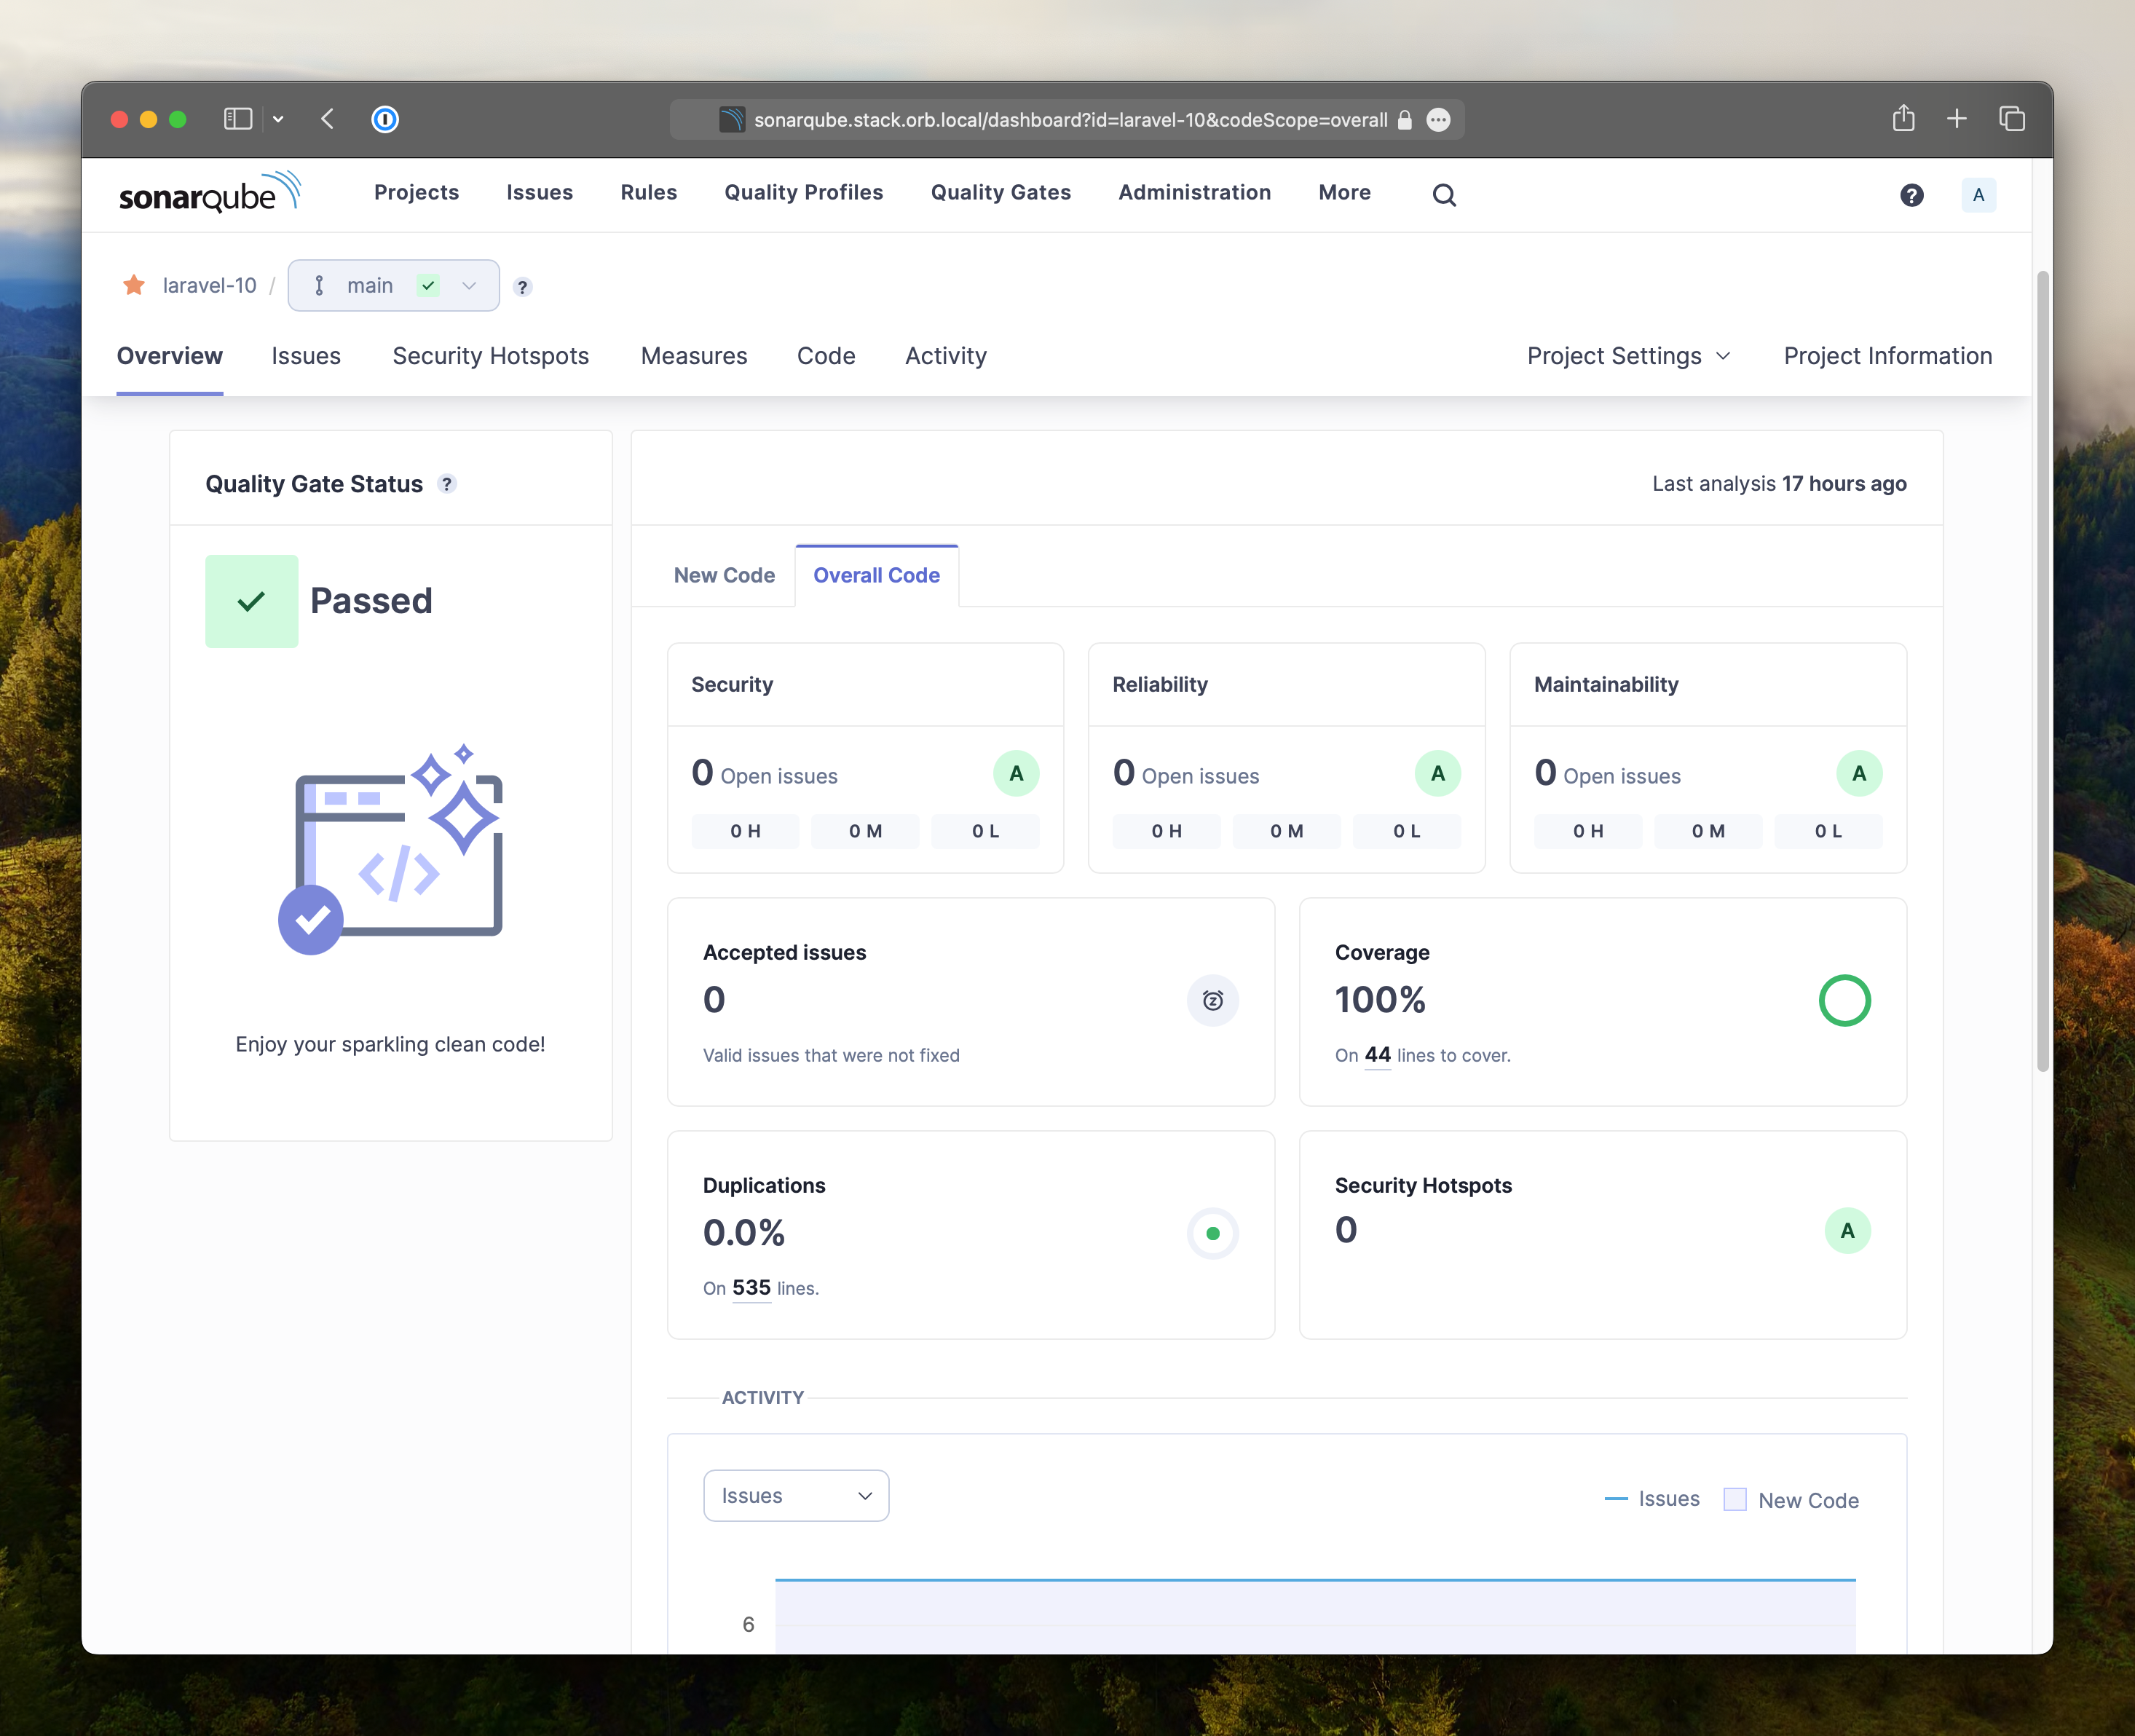 sonarqube.stack.orb.local/dashboard?id=laravel-10&codeScope=overall
sonarqube Projects Issues Rules Quality Profiles Quality Gates Administration More ? A
laravel-10 / main ?
Overview Issues Security Hotspots Measures Code Activity Project Settings Project Information
Quality Gate Status ?
Passed
Enjoy your sparkling clean code!
Last analysis 17 hours ago
New Code Overall Code
Security
0 Open issues A
0 H 0 M 0 L
Reliability
0 Open issues A
0 H 0 M 0 L
Maintainability
0 Open issues A
0 H 0 M 0 L
Accepted issues
0
Valid issues that were not fixed
Coverage
100%
On 44 lines to cover.
Duplications
0.0%
On 535 lines.
Security Hotspots
0 A
ACTIVITY
Issues
Issues New Code
6